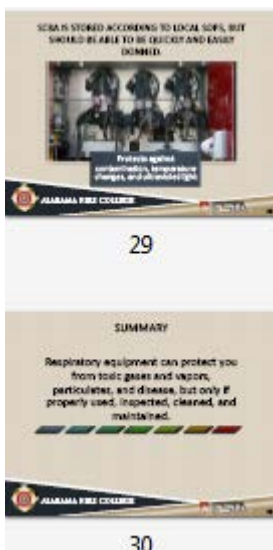 SCBA IS STORED ACCORDING TO LOCAL SOPS, BUT
SHOULD BE ABLE TO BE QUICKLY AND EASILY
DONNED.
Protects against
contamination, temperature
changes, and ultraviolet light
ALABAMA FIRE COLLEGE
29
SUMMARY
Respiratory equipment can protect you
from toxic gases and vapors,
particulates, and disease, but only if
properly used, inspected, cleaned, and
maintained.
ALABAMA FIRE COLLEGE
30